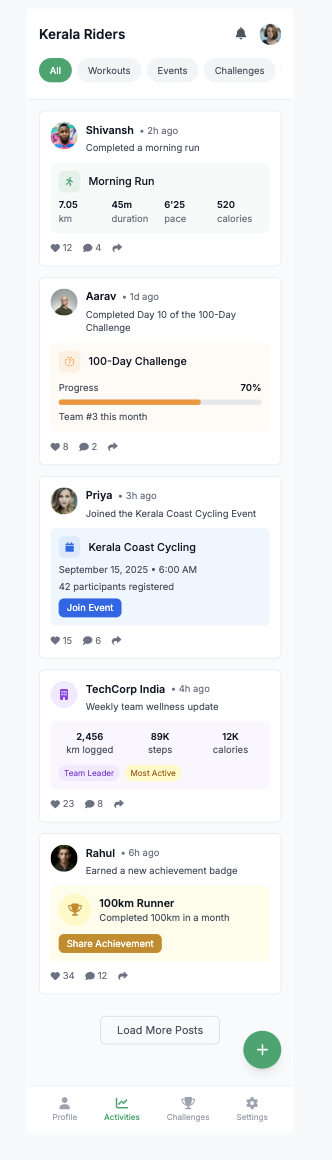 Kerala Riders
All Workouts Events Challenges
Shivansh • 2h ago
Completed a morning run
Morning Run
7.05 45m 6'25 520
km duration pace calories
12 4
Aarav • 1d ago
Completed Day 10 of the 100-Day
Challenge
100-Day Challenge
Progress 70%
Team #3 this month
8 2
Priya • 3h ago
Joined the Kerala Coast Cycling Event
Kerala Coast Cycling
September 15, 2025 • 6:00 AM
42 participants registered
Join Event
15 6
TechCorp India • 4h ago
Weekly team wellness update
2,456 89K 12K
km logged steps calories
Team Leader Most Active
23 8
Rahul • 6h ago
Earned a new achievement badge
100km Runner
Completed 100km in a month
Share Achievement
34 12
Load More Posts
+
Profile Activities Challenges Settings